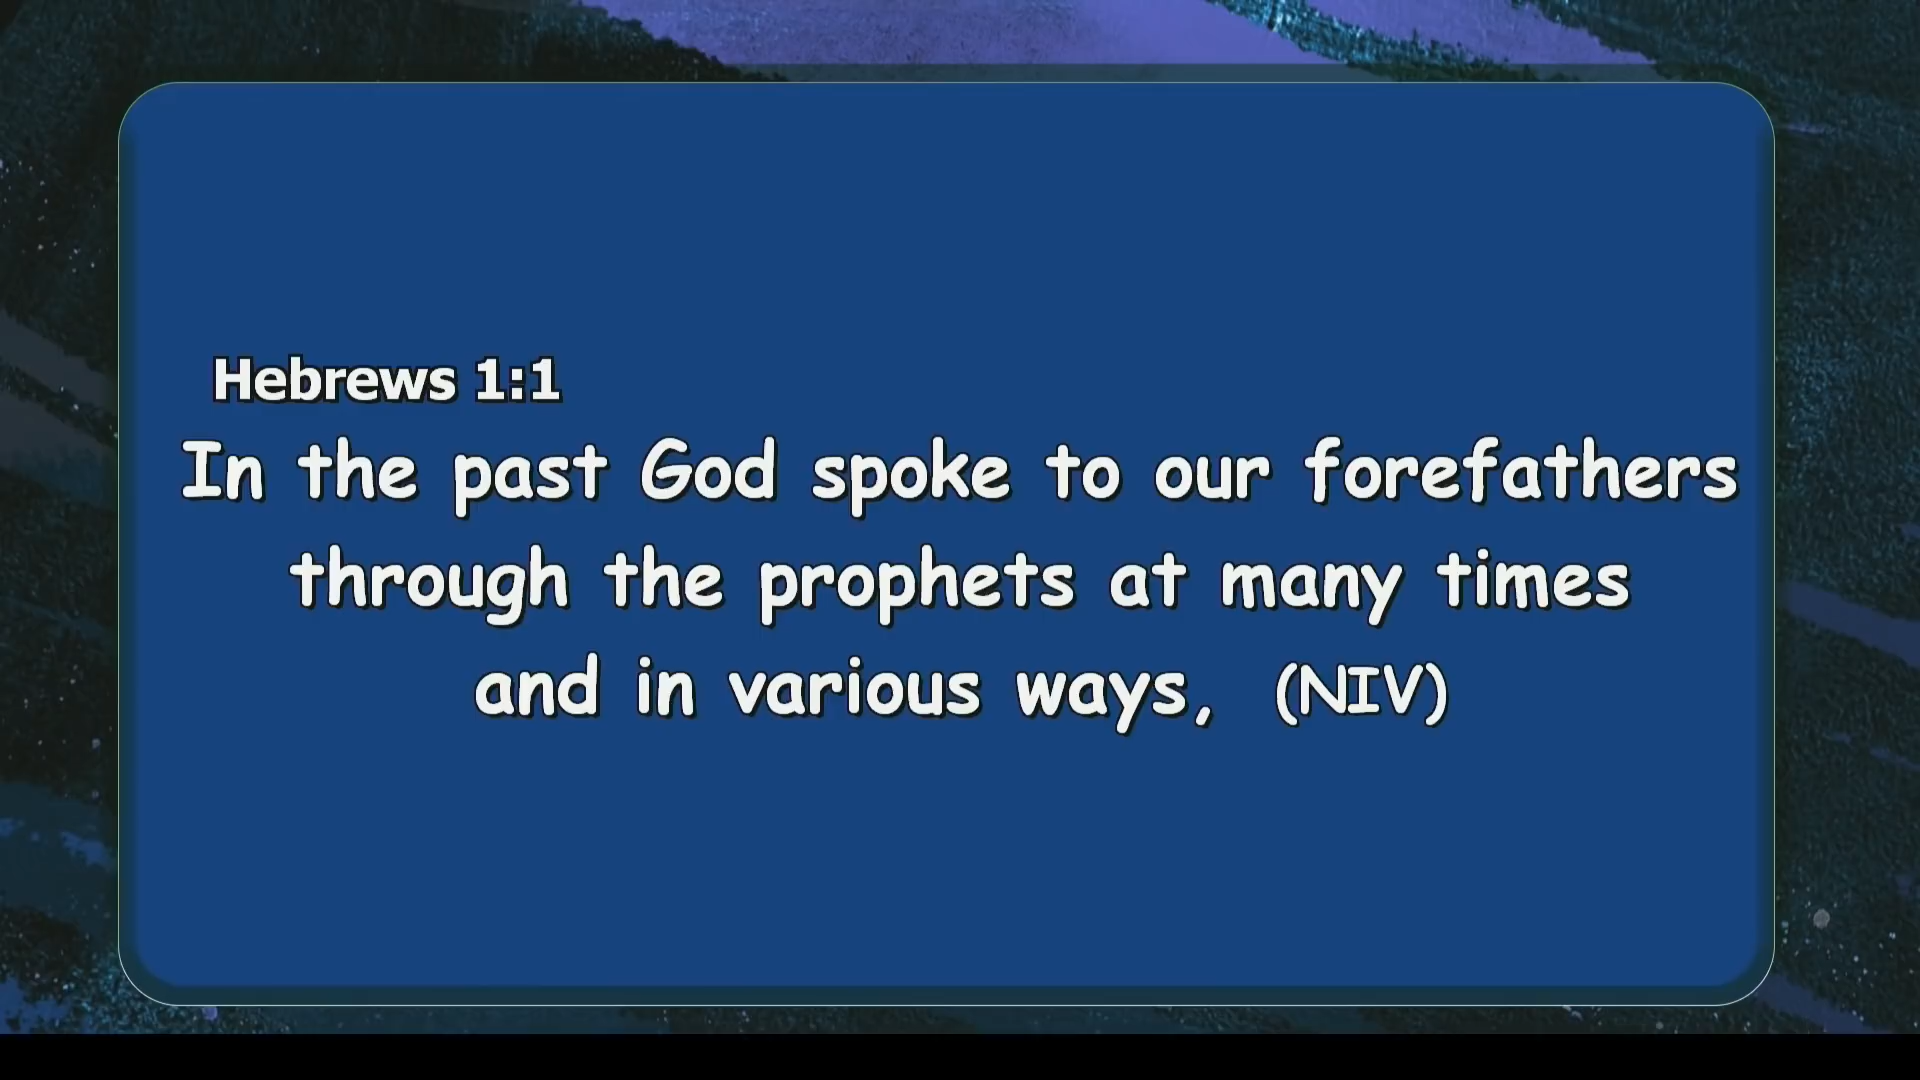 Hebrews 1:1
In the past God spoke to our forefathers
through the prophets at many times
and in various ways, (NIV)